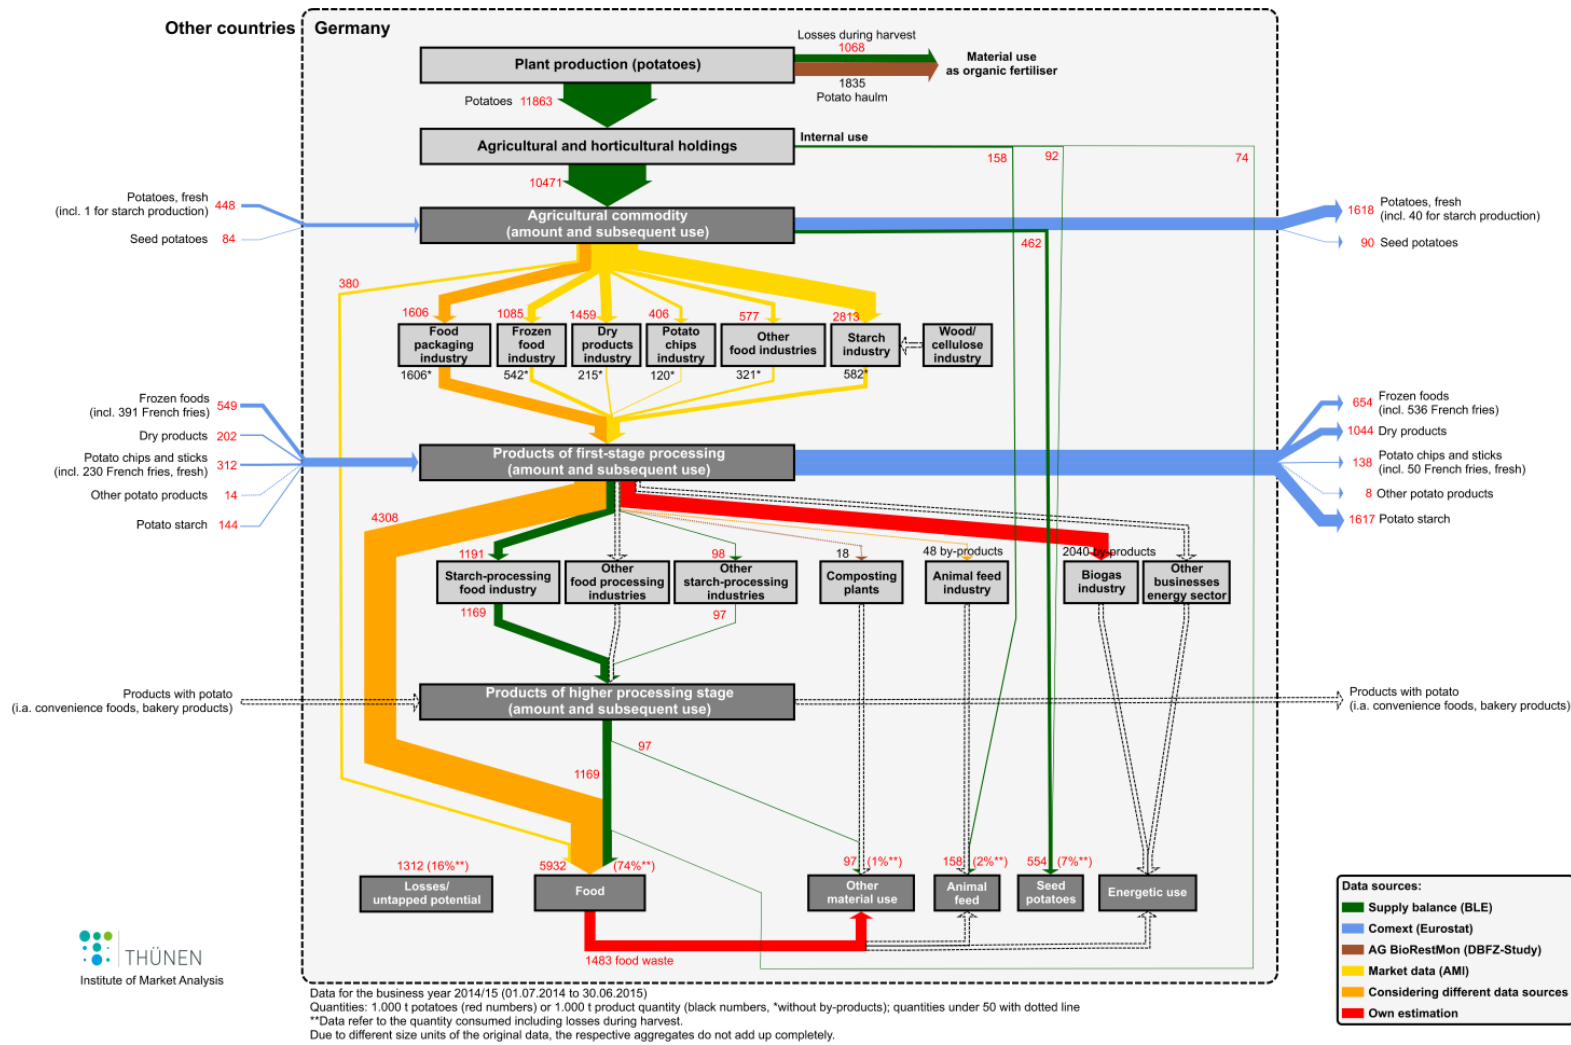 Other countries
Germany
Losses during harvest
1068
Plant production (potatoes)
Material use
as organic fertiliser
1835
Potato haulm
Potatoes 11863
Agricultural and horticultural holdings
Internal use
158
92
74
10471
Potatoes, fresh
(incl. 1 for starch production)
448
Seed potatoes
84
Agricultural commodity
(amount and subsequent use)
1618
Potatoes, fresh
(incl. 40 for starch production)
90 Seed potatoes
462
380
1606
1085
1459
406
577
2813
Food
packaging
industry
Frozen
food
industry
Dry
products
industry
Potato
chips
industry
Other
food industries
Starch
industry
Wood/
cellulose
industry
1606*
542*
215*
120*
321*
582*
Frozen foods
(incl. 391 French fries)
549
Dry products
202
Potato chips and sticks
(incl. 230 French fries, fresh)
312
Other potato products
14
Potato starch
144
Products of first-stage processing
(amount and subsequent use)
654
Frozen foods
(incl. 536 French fries)
1044 Dry products
138
Potato chips and sticks
(incl. 50 French fries, fresh)
8 Other potato products
1617 Potato starch
4308
1191
98
18
48 by-products
2040 by-products
Starch-processing
food industry
Other
food processing
industries
Other
starch-processing
industries
Composting
plants
Animal feed
industry
Biogas
industry
Other
businesses
energy sector
1169
97
Products with potato
(i.a. convenience foods, bakery products)
Products of higher processing stage
(amount and subsequent use)
Products with potato
(i.a. convenience foods, bakery products)
97
1169
1312 (16%**)
5932
(74%**)
97 (1%**)
158 (2%**)
554 (7%**)
Losses/
untapped potential
Food
Other
material use
Animal
feed
Seed
potatoes
Energetic use
1483 food waste
THÜNEN
Institute of Market Analysis
Data sources:
Supply balance (BLE)
Comext (Eurostat)
AG BioRestMon (DBFZ-Study)
Market data (AMI)
Considering different data sources
Own estimation
Data for the business year 2014/15 (01.07.2014 to 30.06.2015)
Quantities: 1.000 t potatoes (red numbers) or 1.000 t product quantity (black numbers, *without by-products); quantities under 50 with dotted line
**Data refer to the quantity consumed including losses during harvest.
Due to different size units of the original data, the respective aggregates do not add up completely.